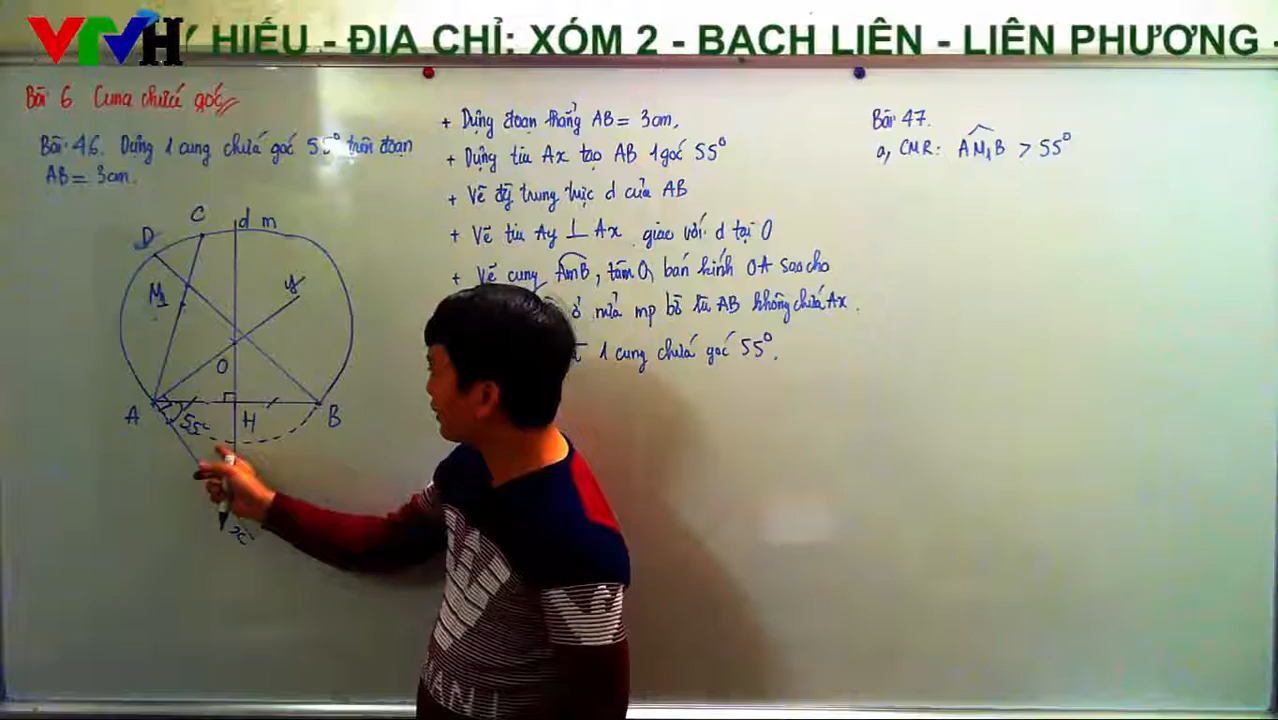 VTVH
HIẾU - ĐỊA CHỈ: XÓM 2 - BẠCH LIÊN - LIÊN PHƯƠNG -
Bài 6 Cung chứa góc
Bài 46. Dựng 1 cung chứa góc 55° trên đoạn
AB = 3cm.
+ Dựng đoạn thẳng AB = 3cm,
+ Dựng tia Ax tạo AB 1 góc 55°
+ Vẽ đg trung trực d của AB
+ Vẽ tia Ay ⊥ Ax giao với d tại O
+ Vẽ cung AmB, tâm O, bán kính OA sao cho
ở nửa mp bờ là AB không chứa Ax.
1 cung chứa góc 55°.
Bài 47.
a, CMR: AM₁B > 55°
C d m
D
M₁ y
O
A 55° H B
x